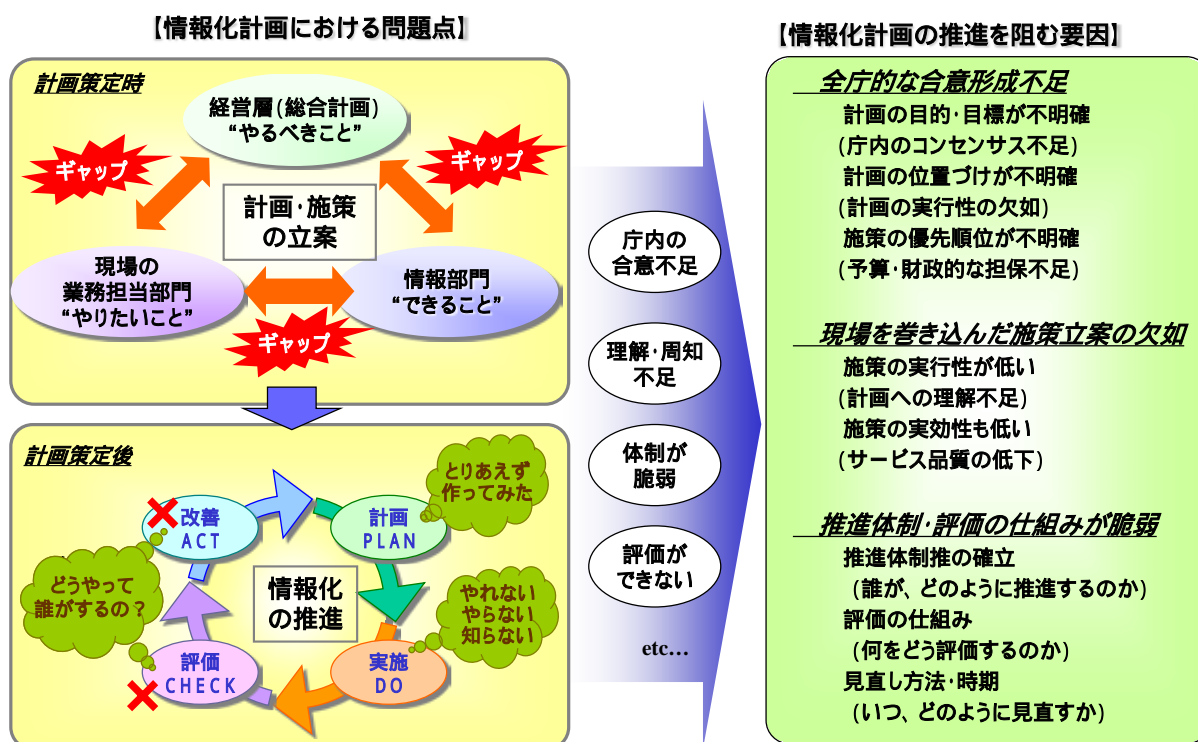 【情報化計画における問題点】
計画策定時
経営層(総合計画)
“やるべきこと”
ギャップ
ギャップ
計画・施策
の立案
現場の
業務担当部門
“やりたいこと”
情報部門
“できること”
ギャップ
計画策定後
とりあえず
作ってみた
改善
ACT
計画
PLAN
どうやって
誰がするの?
情報化
の推進
やれない
やらない
知らない
評価
CHECK
実施
DO
庁内の
合意不足
理解・周知
不足
体制が
脆弱
評価が
できない
etc…
【情報化計画の推進を阻む要因】
全庁的な合意形成不足
計画の目的・目標が不明確
(庁内のコンセンサス不足)
計画の位置づけが不明確
(計画の実行性の欠如)
施策の優先順位が不明確
(予算・財政的な担保不足)
現場を巻き込んだ施策立案の欠如
施策の実行性が低い
(計画への理解不足)
施策の実効性も低い
(サービス品質の低下)
推進体制・評価の仕組みが脆弱
推進体制推の確立
(誰が、どのように推進するのか)
評価の仕組み
(何をどう評価するのか)
見直し方法・時期
(いつ、どのように見直すか)